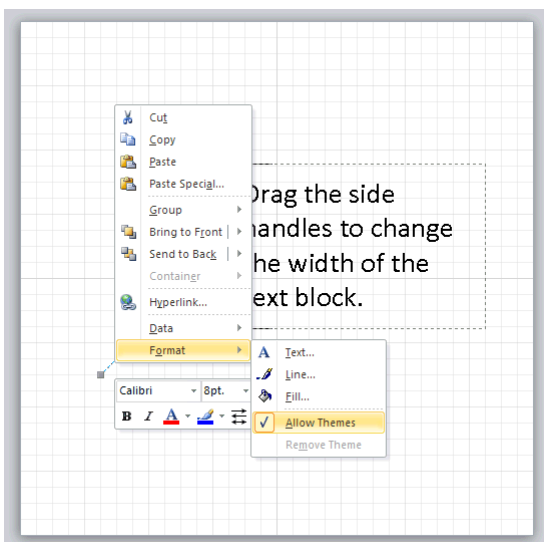 Cut
Copy
Paste
Paste Special...
Group
Bring to Front
Send to Back
Container
Hyperlink...
Data
Format
Drag the side
handles to change
the width of the
text block.
Text...
Line...
Fill...
Allow Themes
Remove Theme
Calibri 8pt.
B I A